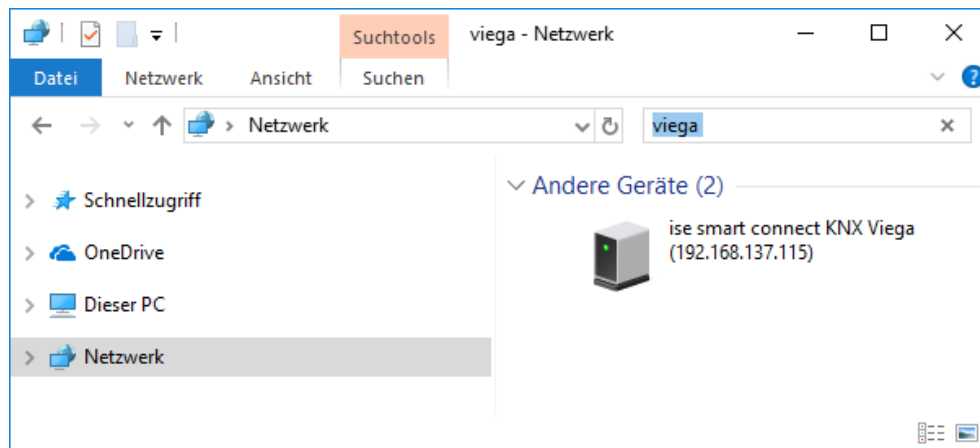 Suchtools
viega - Netzwerk
Datei
Netzwerk
Ansicht
Suchen
?
Netzwerk
viega
Schnellzugriff
OneDrive
Dieser PC
Netzwerk
Andere Geräte (2)
ise smart connect KNX Viega
(192.168.137.115)